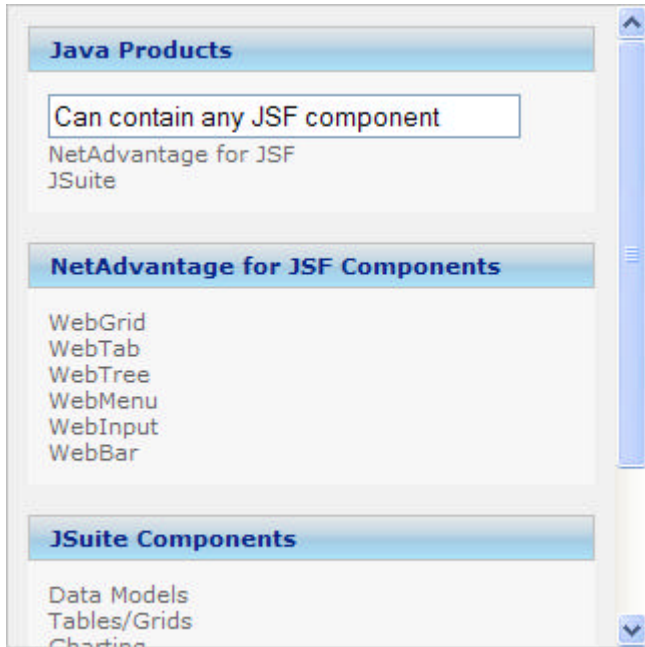 Java Products
Can contain any JSF component
NetAdvantage for JSF
JSuite
NetAdvantage for JSF Components
WebGrid
WebTab
WebTree
WebMenu
WebInput
WebBar
JSuite Components
Data Models
Tables/Grids
Charting